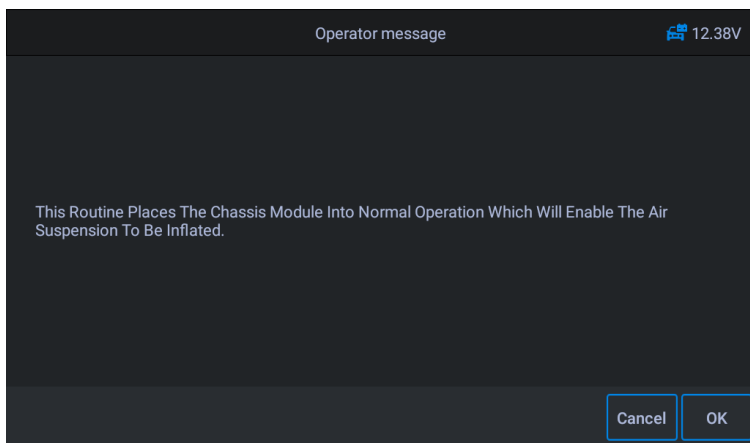 Operator message
12.38V
This Routine Places The Chassis Module Into Normal Operation Which Will Enable The Air
Suspension To Be Inflated.
Cancel
OK